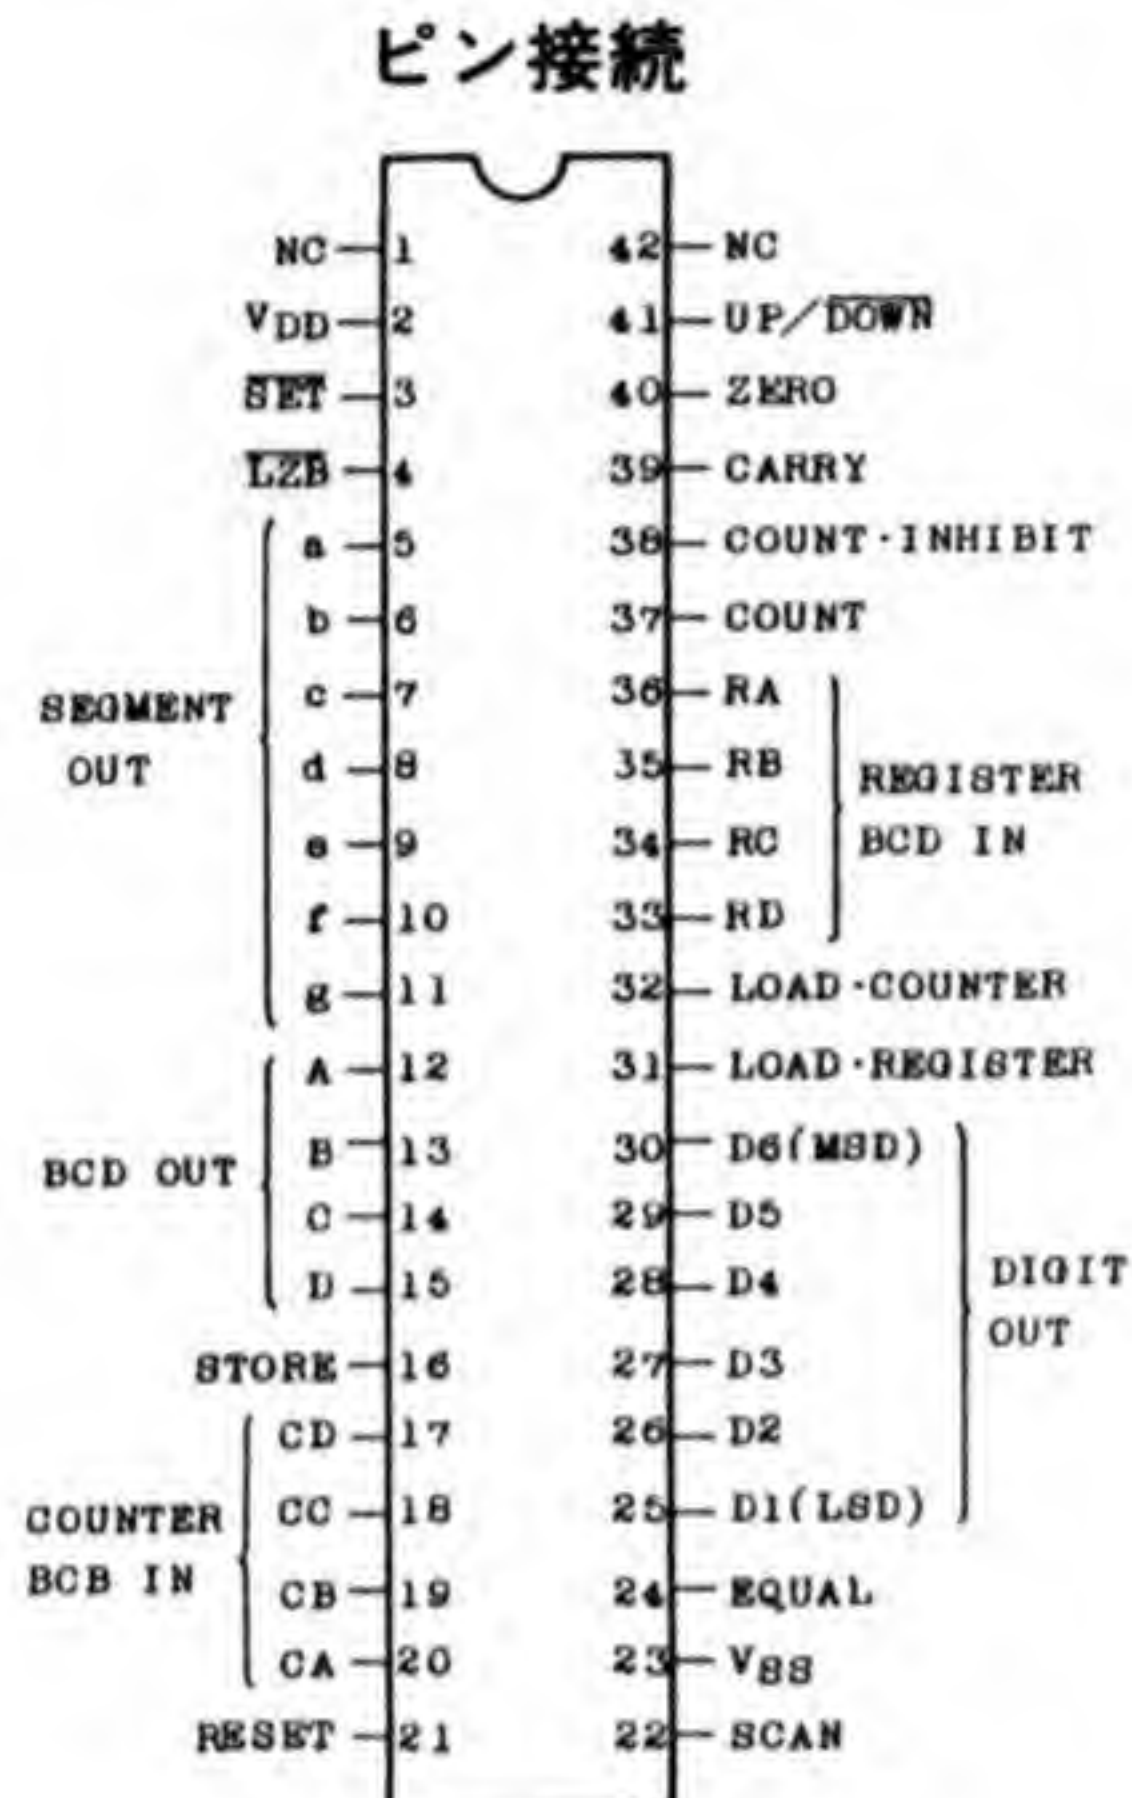 ピン接続
NC 1 42 NC
VDD 2 41 UP/DOWN
SET 3 40 ZERO
LZB 4 39 CARRY
a 5 38 COUNT·INHIBIT
b 6 37 COUNT
c 7 36 RA
SEGMENT
OUT
d 8 35 RB
REGISTER
BCD IN
e 9 34 RC
f 10 33 RD
g 11 32 LOAD·COUNTER
A 12 31 LOAD·REGISTER
B 13 30 D6(MSD)
BCD OUT
C 14 29 D5
D 15 28 D4
DIGIT
OUT
STORE 16 27 D3
CD 17 26 D2
CC 18 25 D1(LSD)
COUNTER
BCB IN
CB 19 24 EQUAL
CA 20 23 VSS
RESET 21 22 SCAN